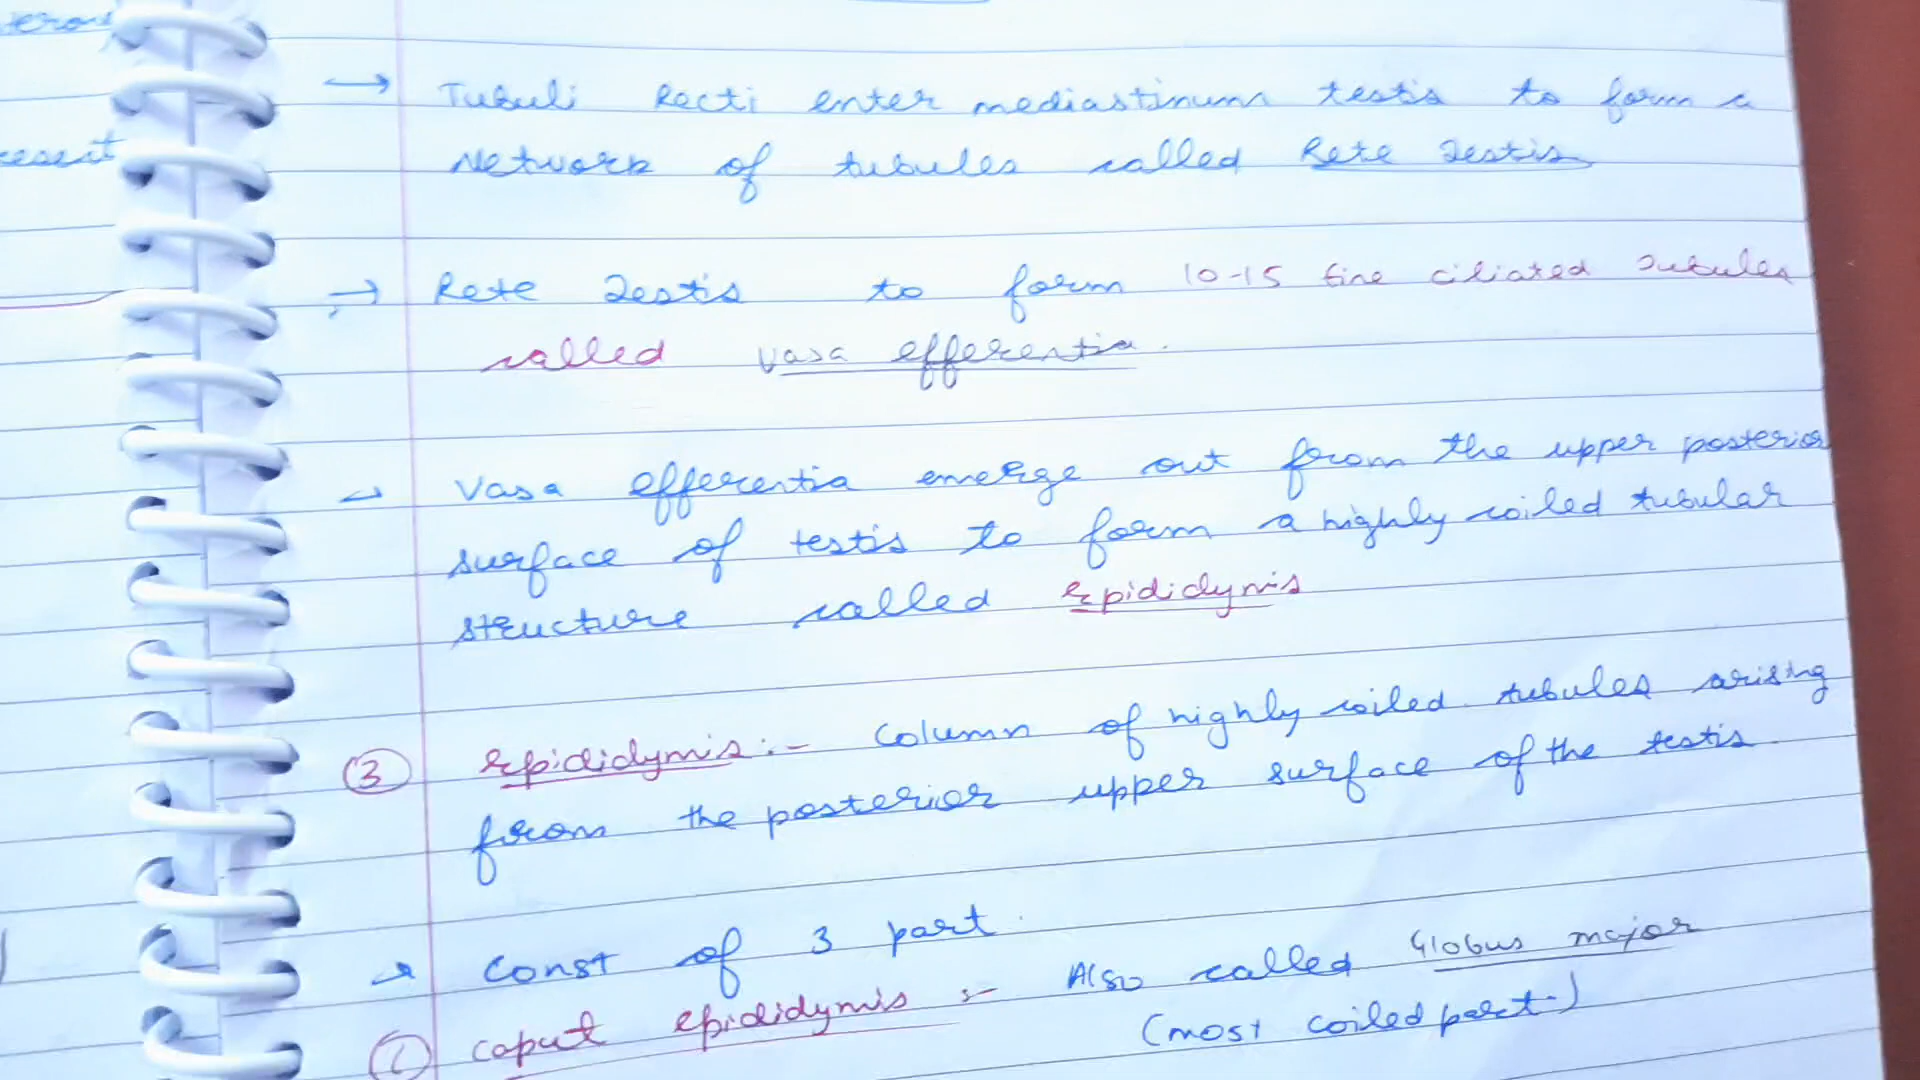 → Tubuli Recti enter mediastinum testis to form a
Network of tubules called Rete Testis
→ Rete Testis to form 10-15 fine ciliated tubules
called vasa efferentia.
→ Vasa efferentia emerge out from the upper posterior
surface of testis to form a highly coiled tubular
structure called Epididymis
③ Epididymis :- Column of highly coiled tubules arising
from the posterior upper surface of the testis
→ Const of 3 part
① Caput epididymis :- Also called Globus major
(most coiled part.)